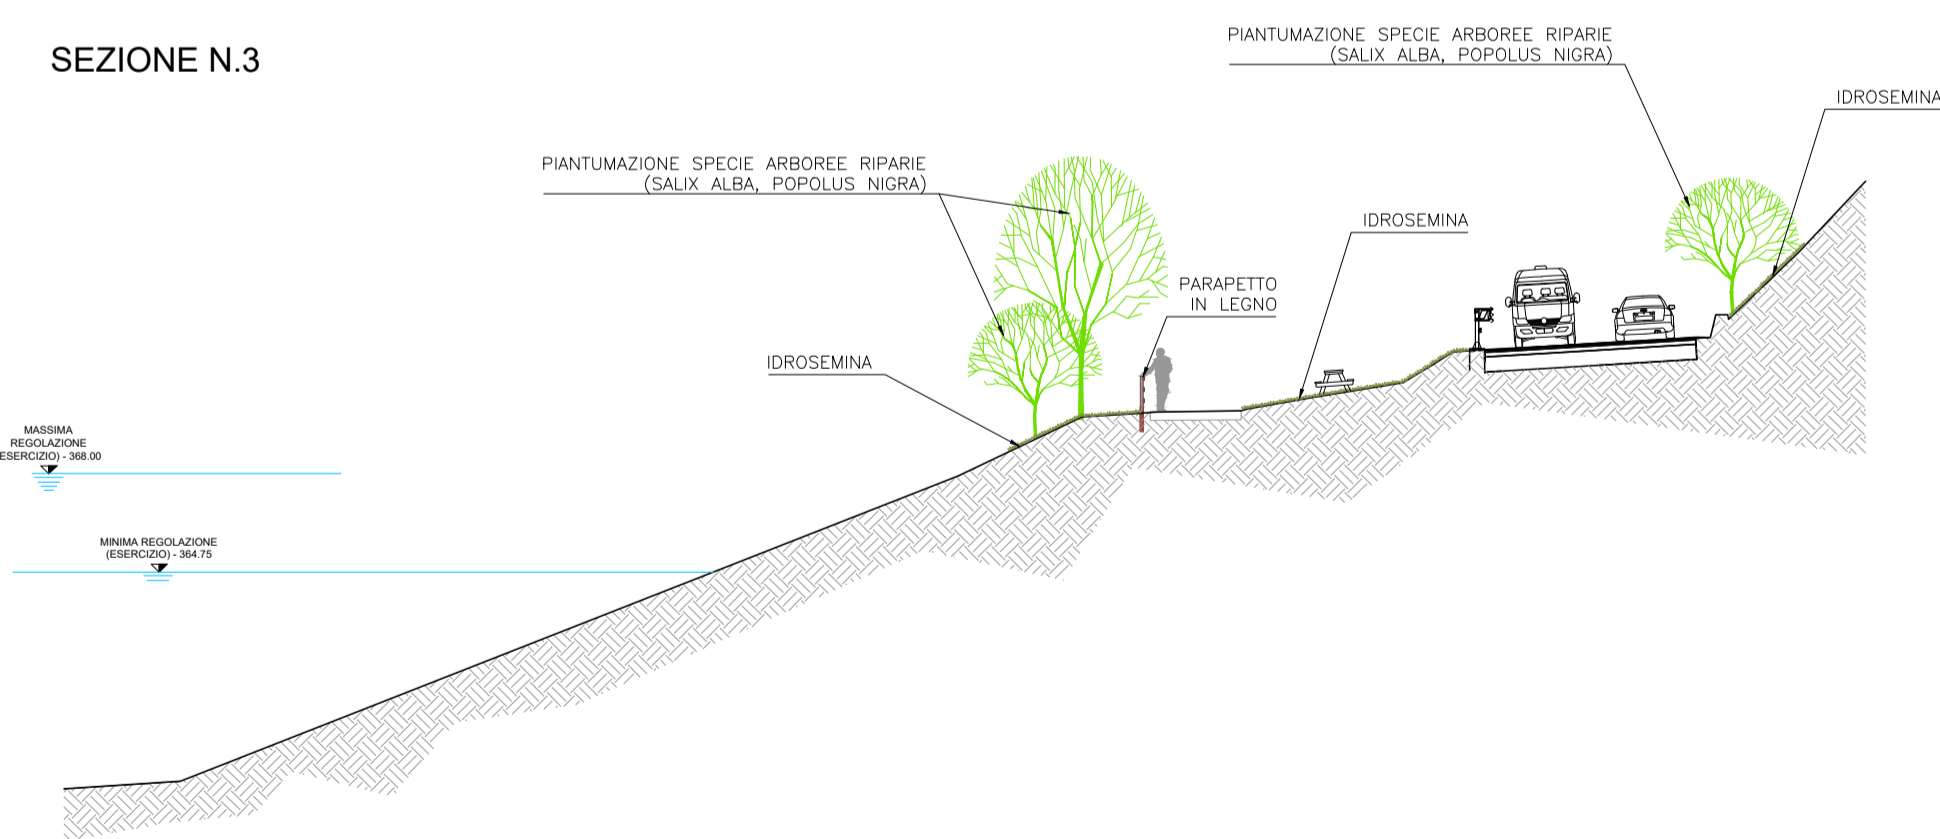 SEZIONE N.3
PIANTUMAZIONE SPECIE ARBOREE RIPARIE
(SALIX ALBA, POPOLUS NIGRA)
IDROSEMINA
PIANTUMAZIONE SPECIE ARBOREE RIPARIE
(SALIX ALBA, POPOLUS NIGRA)
IDROSEMINA
PARAPETTO
IN LEGNO
IDROSEMINA
MASSIMA
REGOLAZIONE
ESERCIZIO) - 368.00
MINIMA REGOLAZIONE
(ESERCIZIO) - 364.75